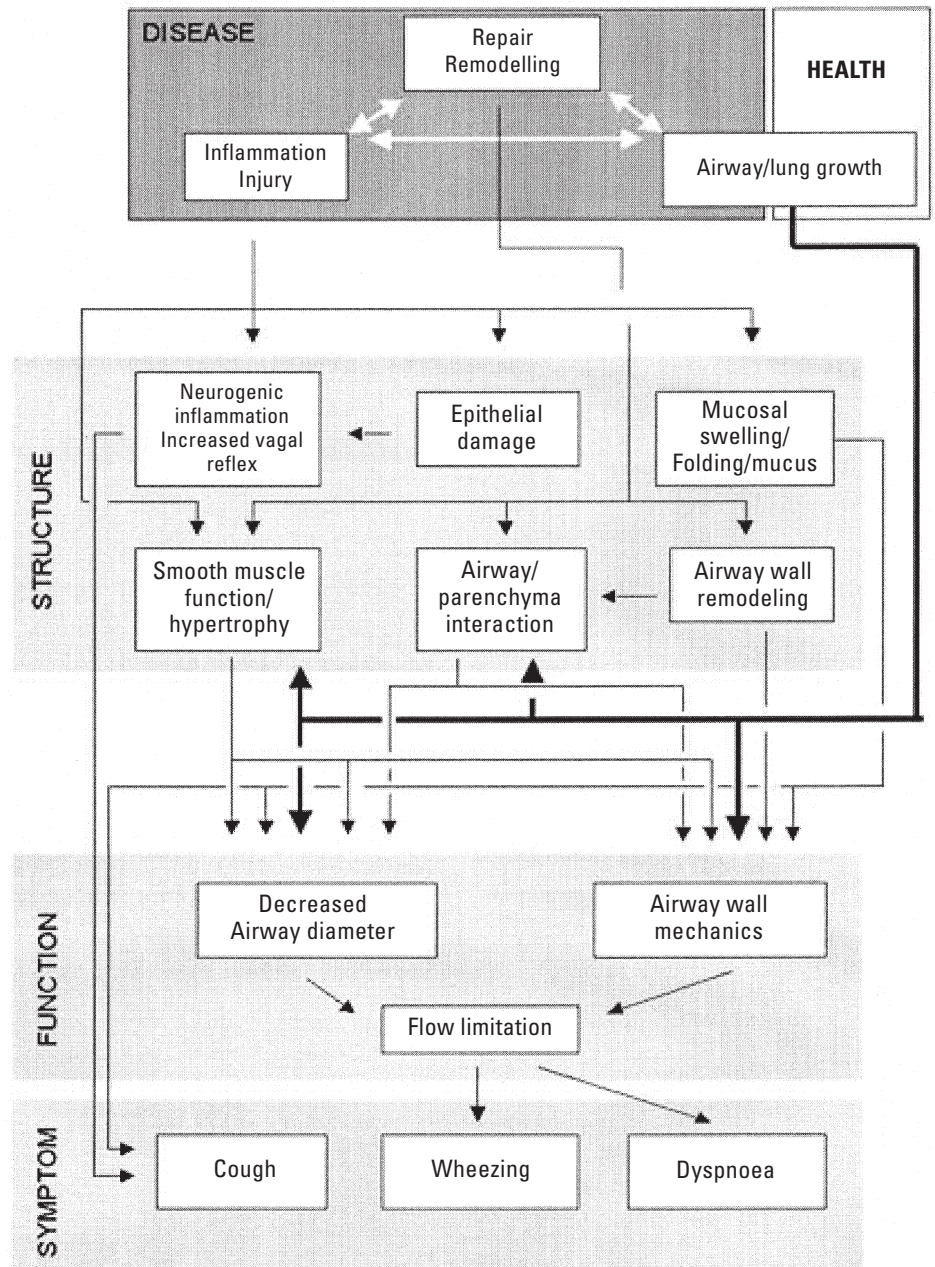 DISEASE
Repair
Remodelling
HEALTH
Inflammation
Injury
Airway/lung growth
STRUCTURE
Neurogenic
inflammation
Increased vagal
reflex
Epithelial
damage
Mucosal
swelling/
Folding/mucus
Smooth muscle
function/
hypertrophy
Airway/
parenchyma
interaction
Airway wall
remodeling
FUNCTION
Decreased
Airway diameter
Airway wall
mechanics
Flow limitation
SYMPTOM
Cough
Wheezing
Dyspnoea